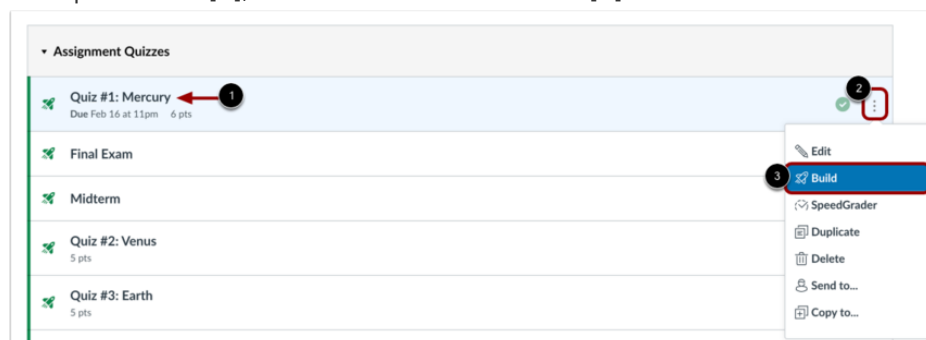 Assignment Quizzes
Quiz #1: Mercury 1
Due Feb 16 at 11pm 6 pts
2
Final Exam
Midterm
Quiz #2: Venus
5 pts
Quiz #3: Earth
5 pts
Edit
3 Build
SpeedGrader
Duplicate
Delete
Send to...
Copy to...